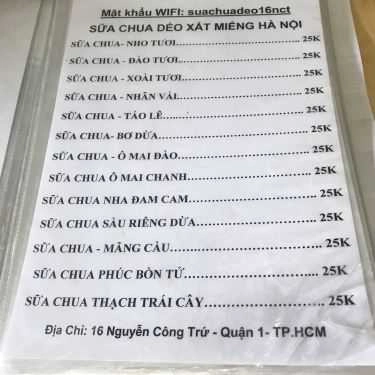 Mật khẩu WIFI: suachuadeo16nct
SỮA CHUA DẺO XẮT MIẾNG HÀ NỘI
SỮA CHUA- NHO TƯƠI.......................................................25K
SỮA CHUA - ĐÀO TƯƠI.....................................................25K
SỮA CHUA - XOÀI TƯƠI....................................................25K
SỮA CHUA - NHÃN VẢI......................................................25K
SỮA CHUA - TÁO LÊ..........................................................25K
SỮA CHUA- BƠ DỪA..........................................................25K
SỮA CHUA - Ô MAI ĐÀO....................................................25K
SỮA CHUA Ô MAI CHANH...................................................25K
SỮA CHUA NHA ĐAM CAM...................................................25K
SỮA CHUA SẦU RIÊNG DỪA................................................25K
SỮA CHUA - MÃNG CẦU.....................................................25K
SỮA CHUA PHÚC BỒN TỬ...................................................25K
SỮA CHUA THẠCH TRÁI CÂY...............................................25K
Địa Chỉ: 16 Nguyễn Công Trứ - Quận 1- TP.HCM